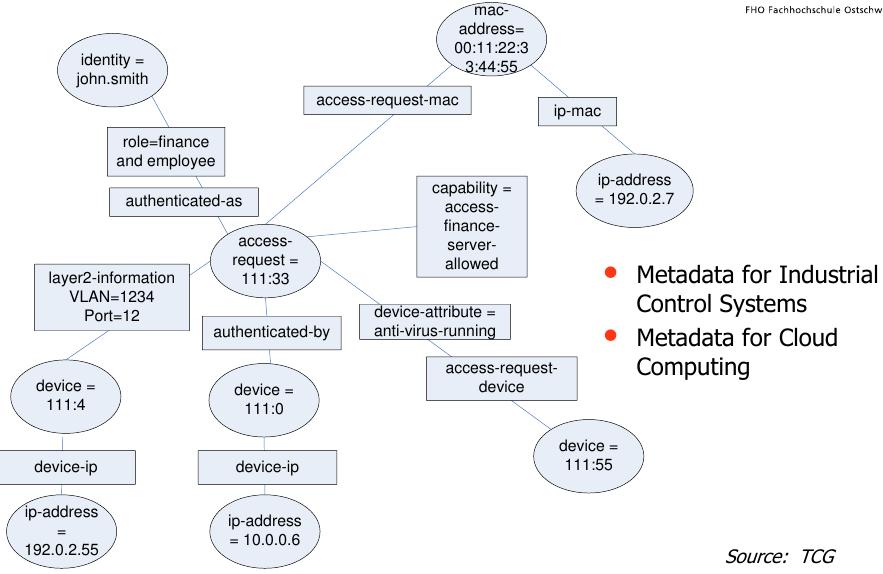 FHO Fachhochschule Ostschw
mac-
address=
00:11:22:3
3:44:55
identity =
john.smith
access-request-mac
ip-mac
role=finance
and employee
authenticated-as
capability =
access-
finance-
server-
allowed
ip-address
= 192.0.2.7
access-
request =
111:33
layer2-information
VLAN=1234
Port=12
authenticated-by
device-attribute =
anti-virus-running
access-request-
device
device =
111:4
device =
111:0
device =
111:55
device-ip
device-ip
ip-address
=
192.0.2.55
ip-address
= 10.0.0.6
• Metadata for Industrial
Control Systems
• Metadata for Cloud
Computing
Source: TCG